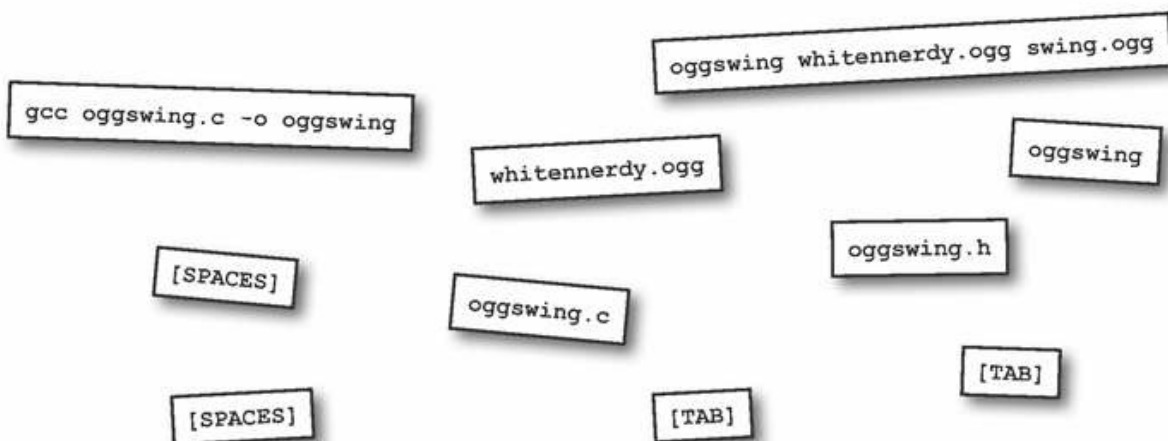 oggswing whitennerdy.ogg swing.ogg
gcc oggswing.c -o oggswing
whitennerdy.ogg
oggswing
oggswing.h
[SPACES]
oggswing.c
[TAB]
[SPACES]
[TAB]